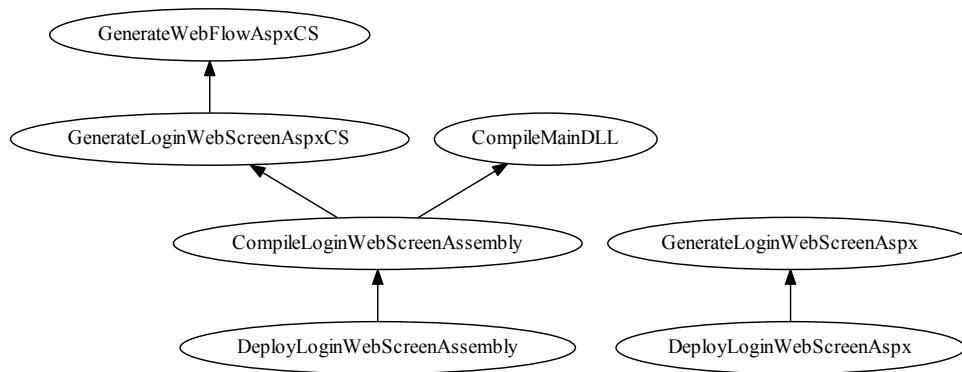 GenerateWebFlowAspxCS
GenerateLoginWebScreenAspxCS
CompileMainDLL
CompileLoginWebScreenAssembly
GenerateLoginWebScreenAspx
DeployLoginWebScreenAssembly
DeployLoginWebScreenAspx